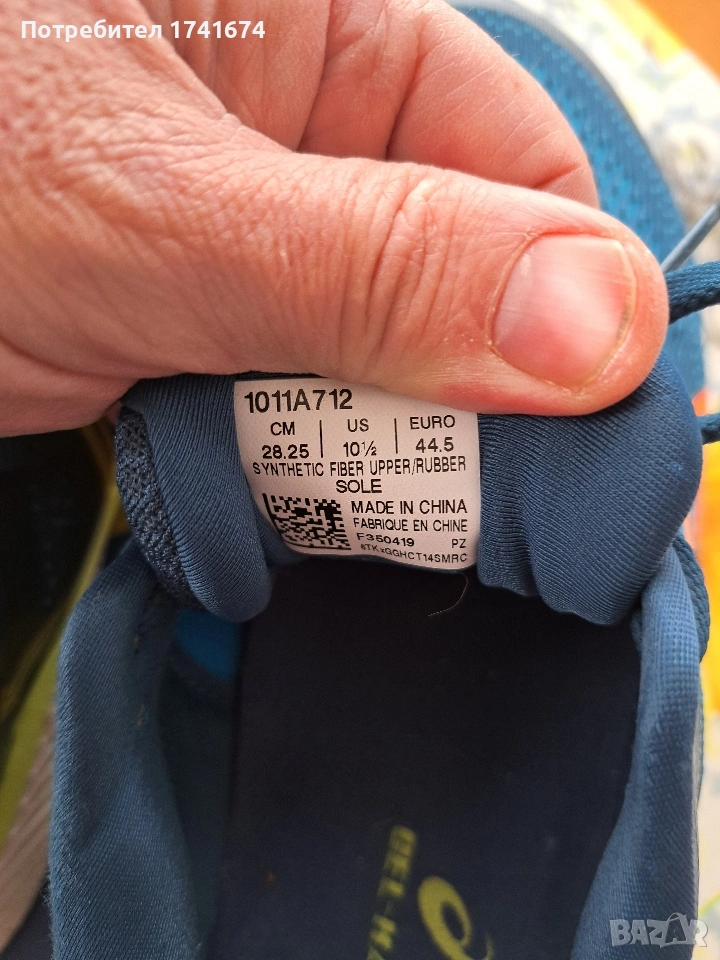 Потребител 1741674
1011A712
CM | US | EURO
28.25 | 10½ | 44.5
SYNTHETIC FIBER UPPER/RUBBER
SOLE
MADE IN CHINA
FABRIQUE EN CHINE
F350419 PZ
GEL-
BAZAR